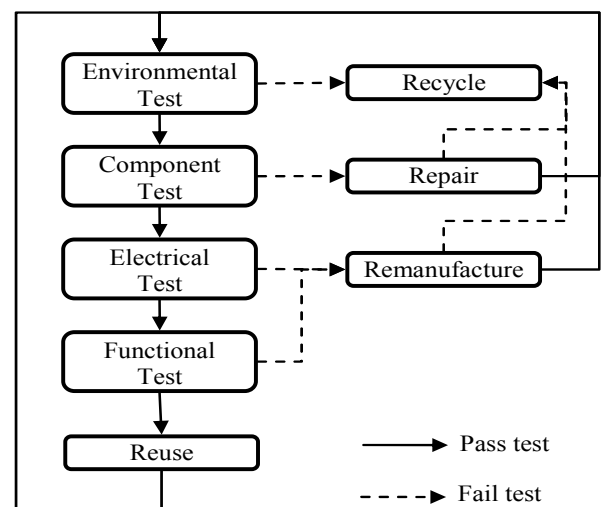 Environmental
Test
Recycle
Component
Test
Repair
Electrical
Test
Remanufacture
Functional
Test
Reuse
Pass test
Fail test